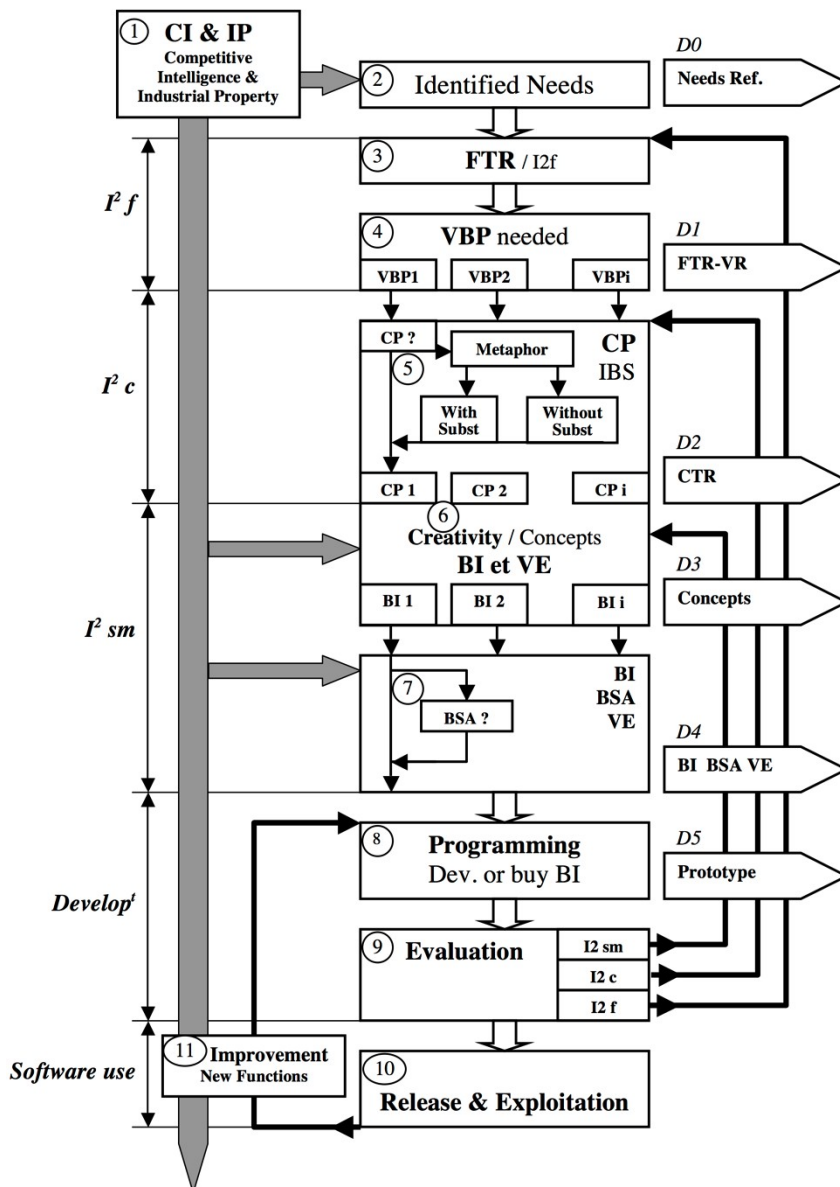 1
CI & IP
Competitive
Intelligence &
Industrial Property
2
Identified Needs
D0
Needs Ref.
3
FTR / I2f
I² f
4
VBP needed
VBP1 VBP2 VBPi
D1
FTR-VR
CP ?
5
Metaphor
CP
IBS
With
Subst
Without
Subst
I² c
CP 1 CP 2 CP i
D2
CTR
6
Creativity / Concepts
BI et VE
BI 1 BI 2 BI i
D3
Concepts
I² sm
7
BSA ?
BI
BSA
VE
D4
BI BSA VE
8
Programming
Dev. or buy BI
D5
Prototype
Developᵗ
9
Evaluation
I2 sm
I2 c
I2 f
11
Improvement
New Functions
Software use
10
Release & Exploitation